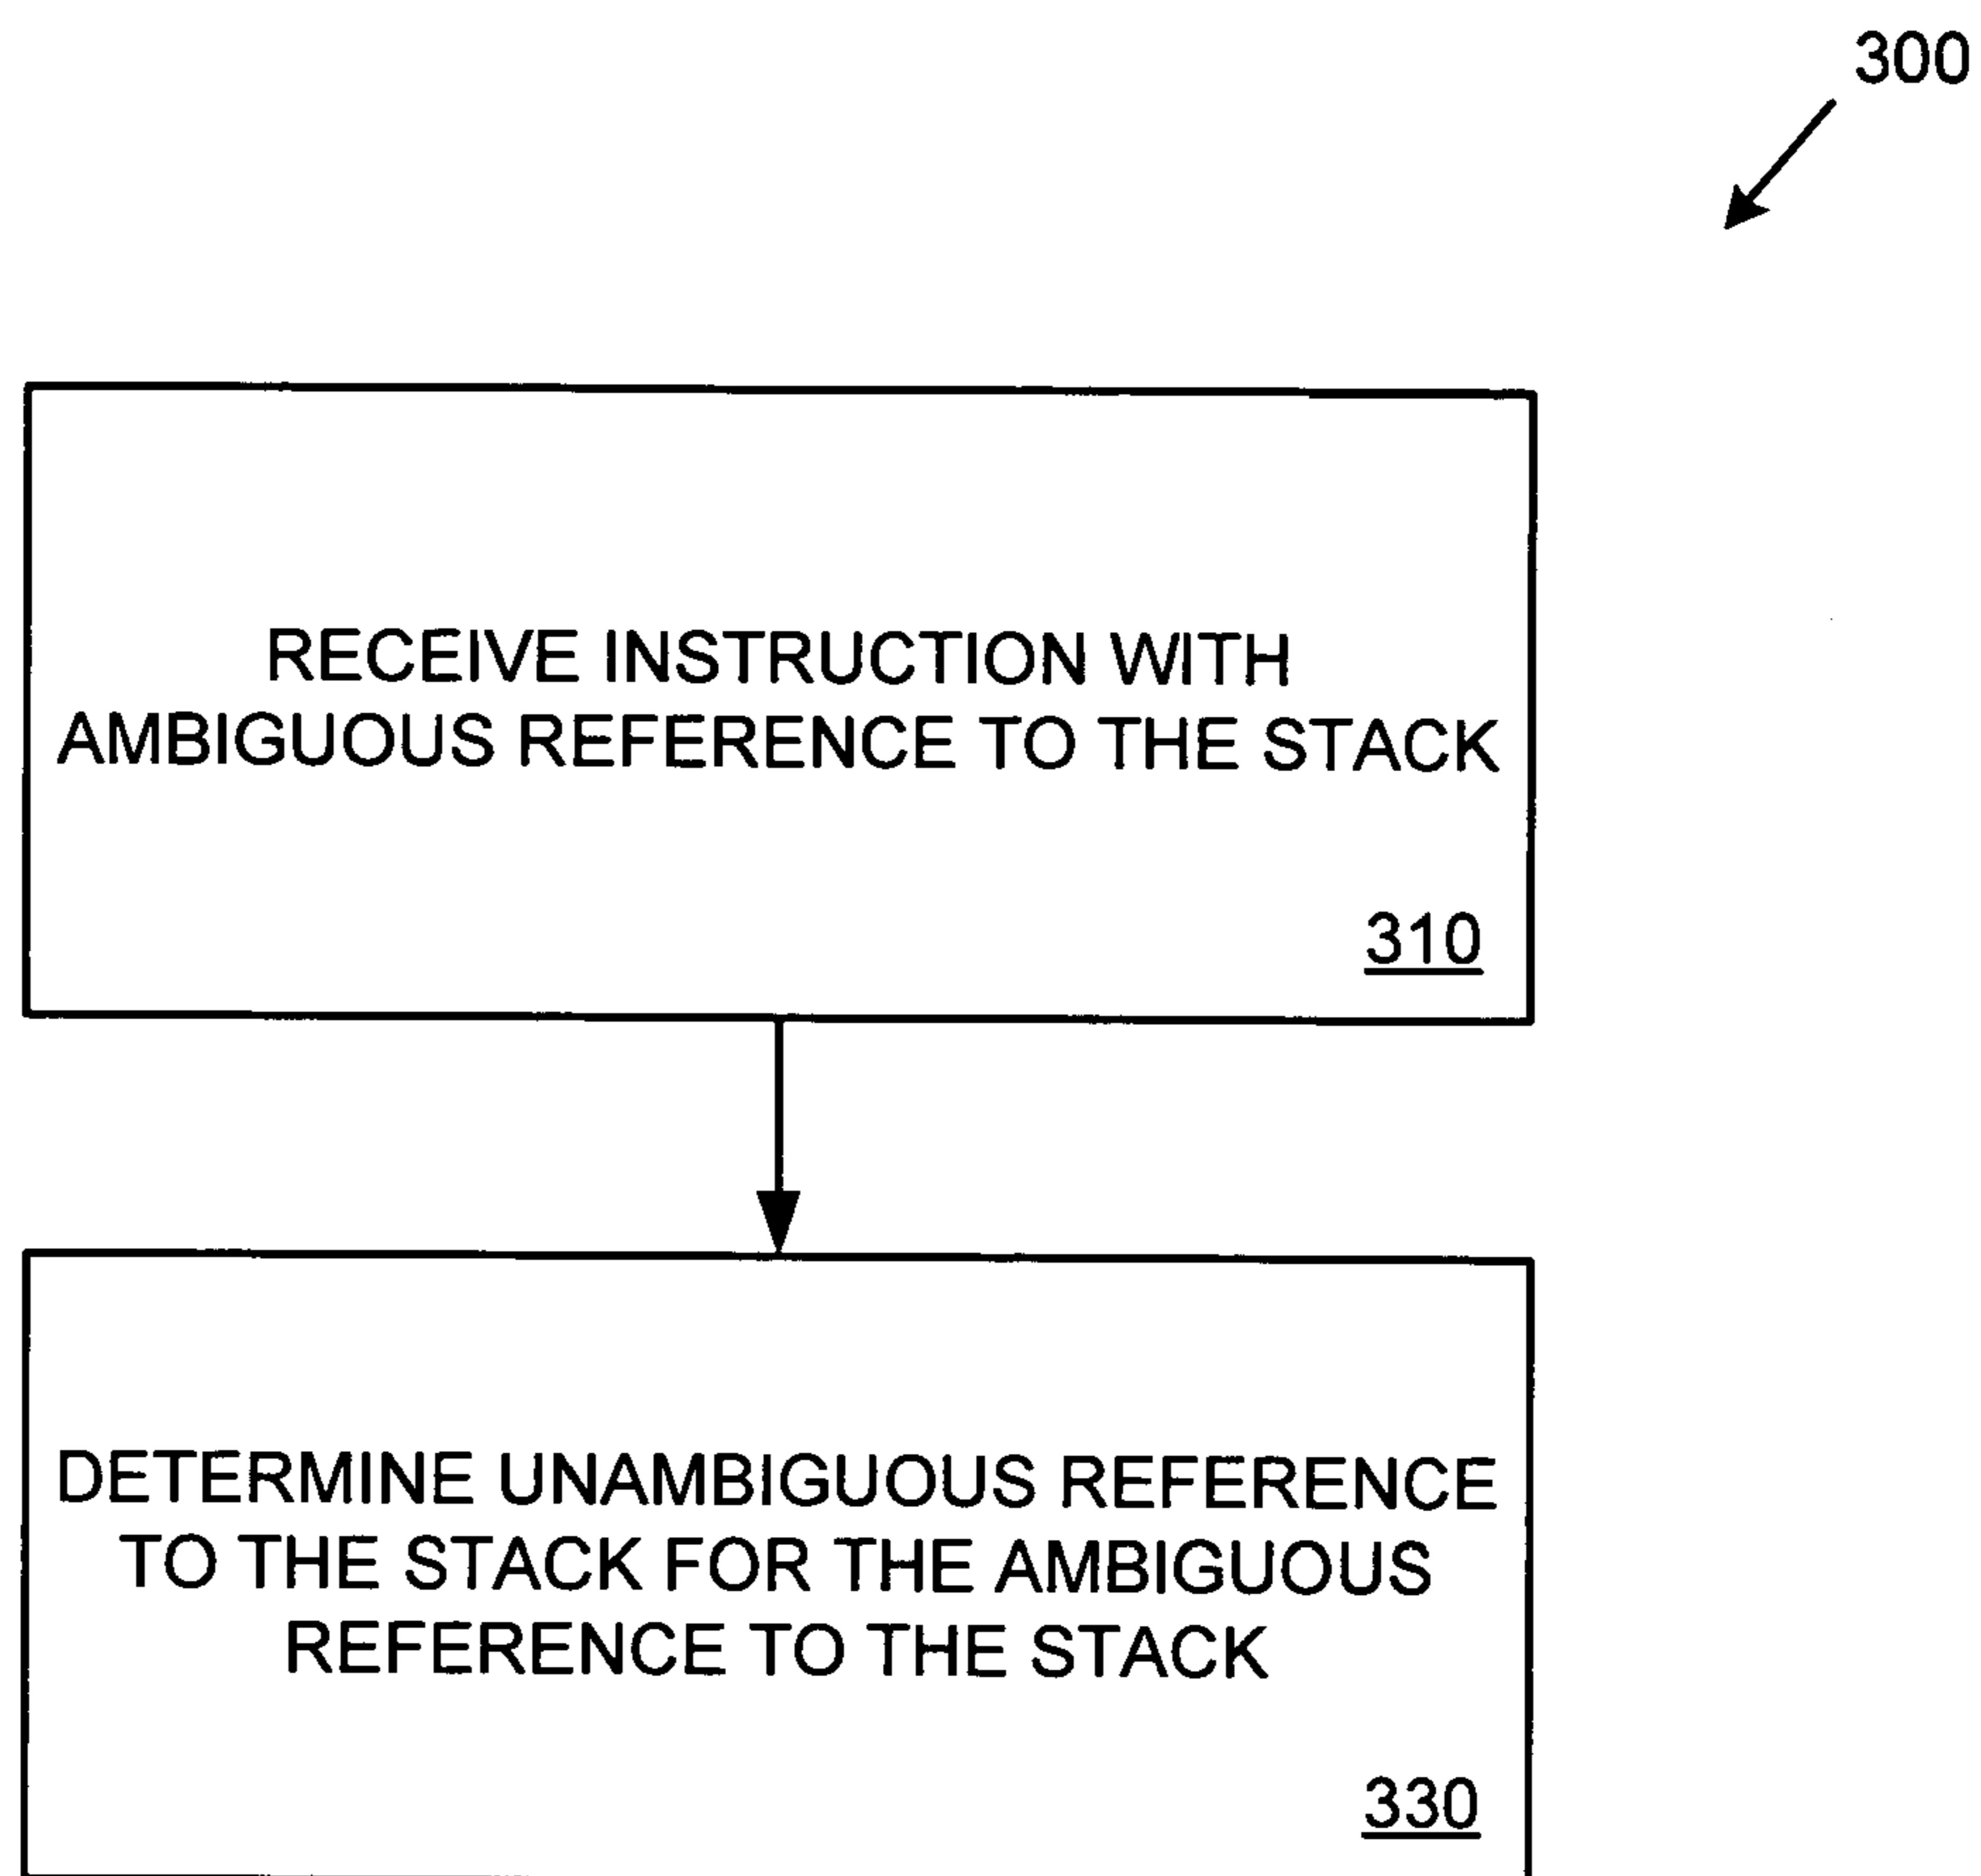 300
RECEIVE INSTRUCTION WITH
AMBIGUOUS REFERENCE TO THE STACK
310
DETERMINE UNAMBIGUOUS REFERENCE
TO THE STACK FOR THE AMBIGUOUS
REFERENCE TO THE STACK
330